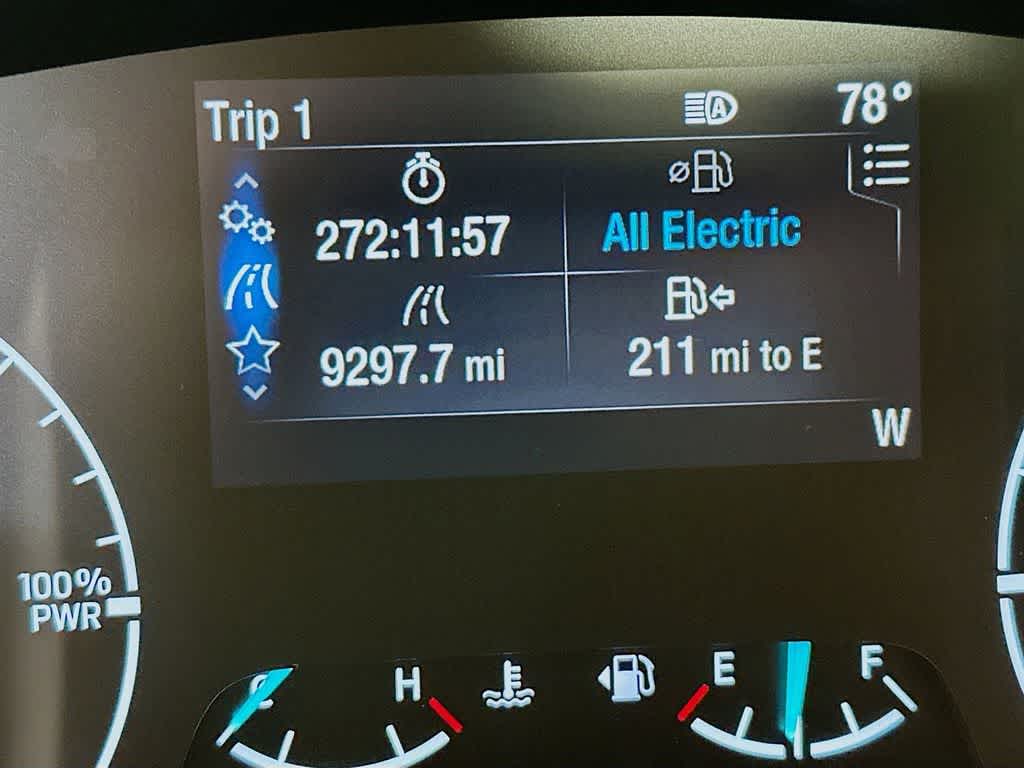 Trip 1
A
78°
272:11:57
All Electric
9297.7 mi
211 mi to E
W
100%
PWR
C
H
E
F